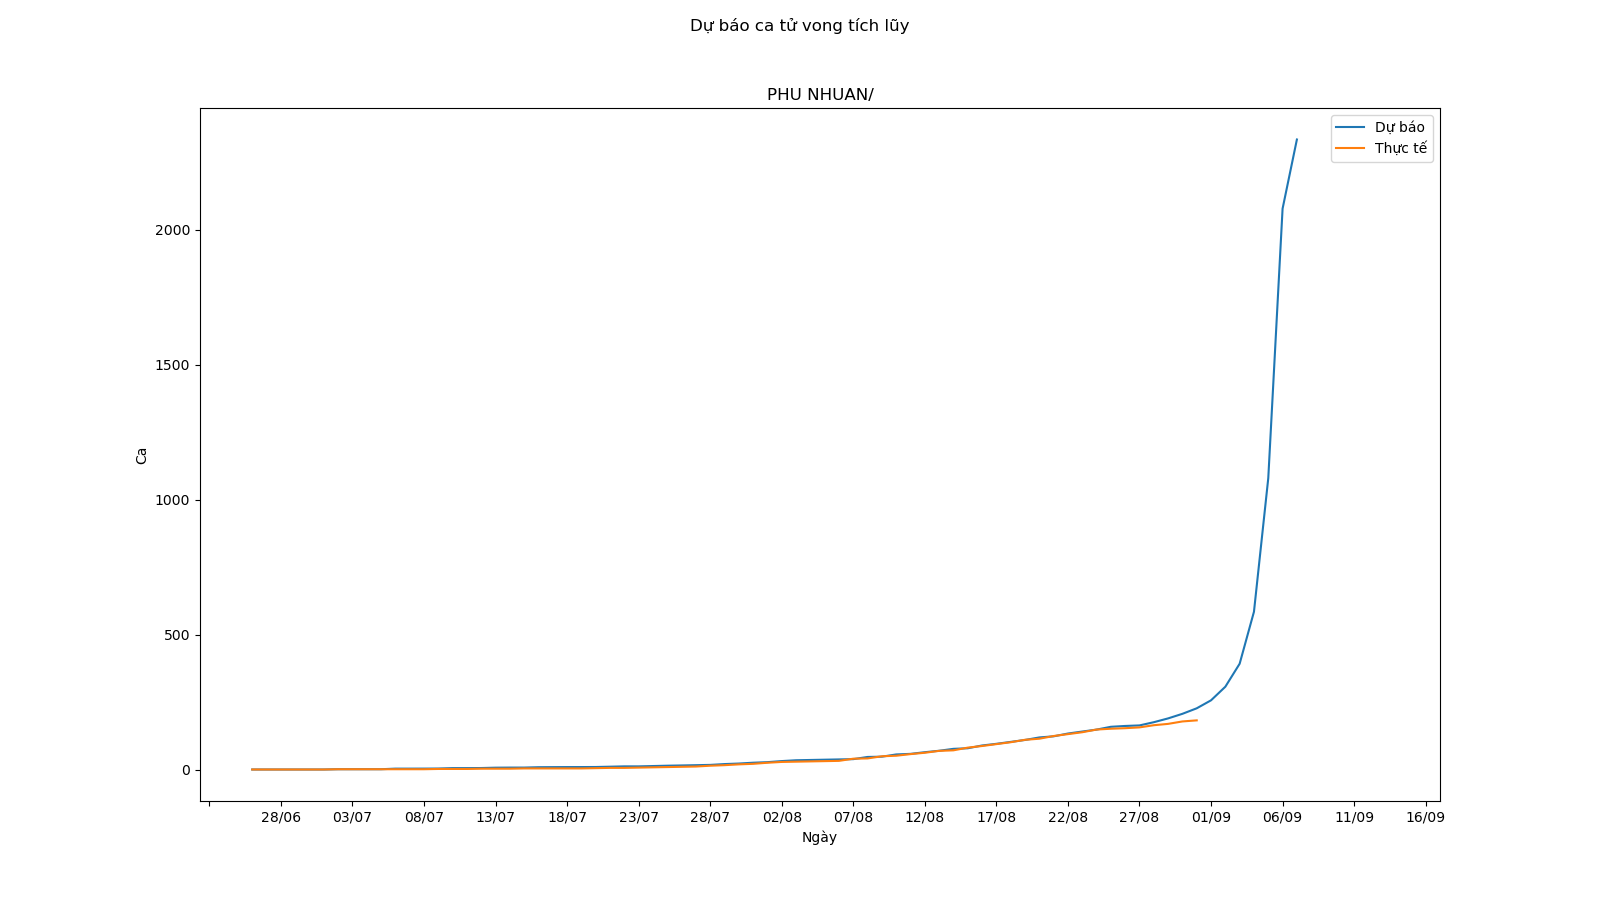 Dự báo ca tử vong tích lũy
PHU NHUAN/
Dự báo
Thực tế
2000
1500
1000
500
0
Ca
28/06 03/07 08/07 13/07 18/07 23/07 28/07 02/08 07/08 12/08 17/08 22/08 27/08 01/09 06/09 11/09 16/09
Ngày